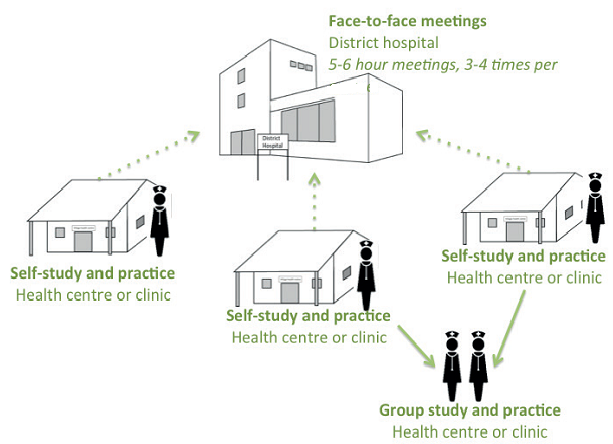 Face-to-face meetings
District hospital
5-6 hour meetings, 3-4 times per
District
Hospital
Self-study and practice
Health centre or clinic
Self-study and practice
Health centre or clinic
Self-study and practice
Health centre or clinic
Group study and practice
Health centre or clinic